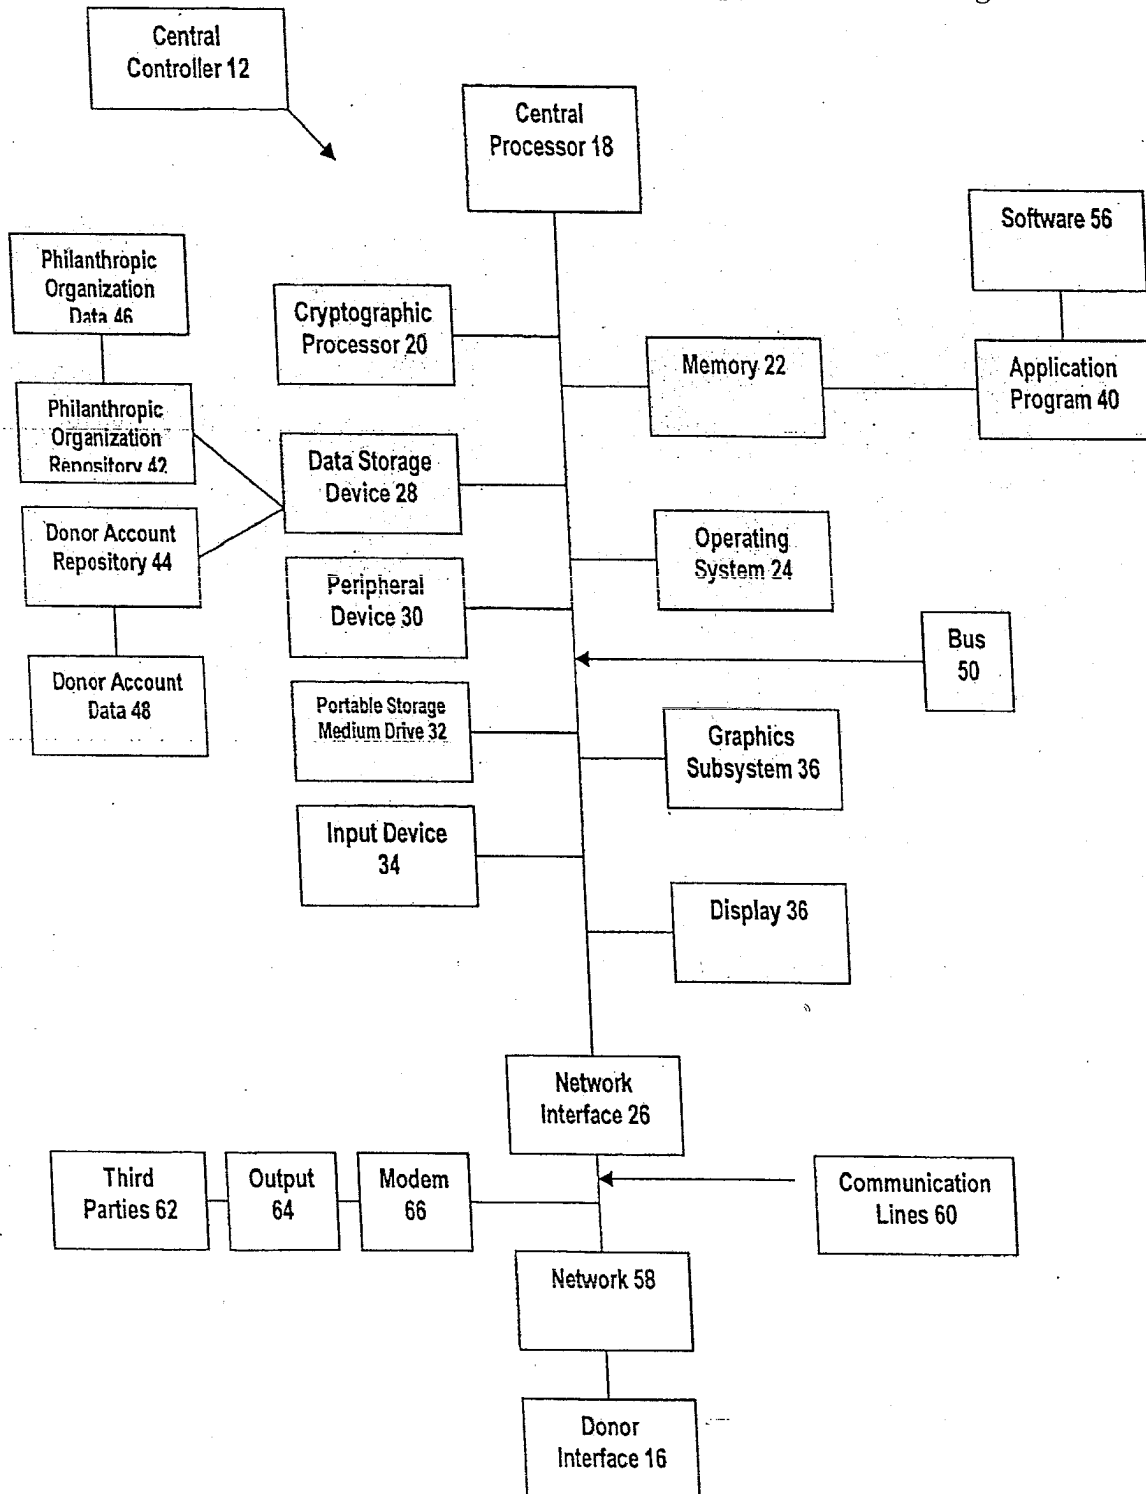 Central
Controller 12
Central
Processor 18
Software 56
Philanthropic
Organization
Data 46
Cryptographic
Processor 20
Memory 22
Application
Program 40
Philanthropic
Organization
Repository 42
Data Storage
Device 28
Donor Account
Repository 44
Operating
System 24
Peripheral
Device 30
Bus
50
Donor Account
Data 48
Portable Storage
Medium Drive 32
Graphics
Subsystem 36
Input Device
34
Display 36
Network
Interface 26
Third
Parties 62
Output
64
Modem
66
Communication
Lines 60
Network 58
Donor
Interface 16